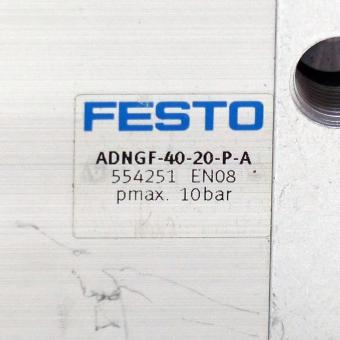 FESTO
ADNGF-40-20-P-A
554251 EN08
pmax. 10bar